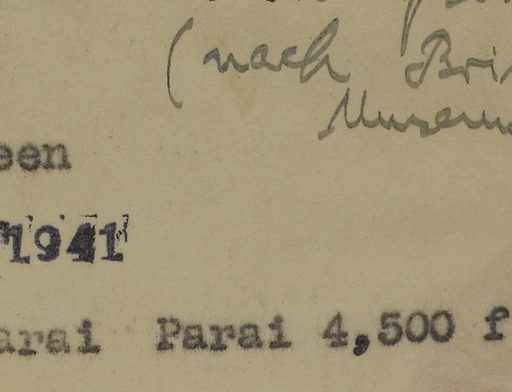 (nach Bri
Museum
een
1941
arai Parai 4,500 f